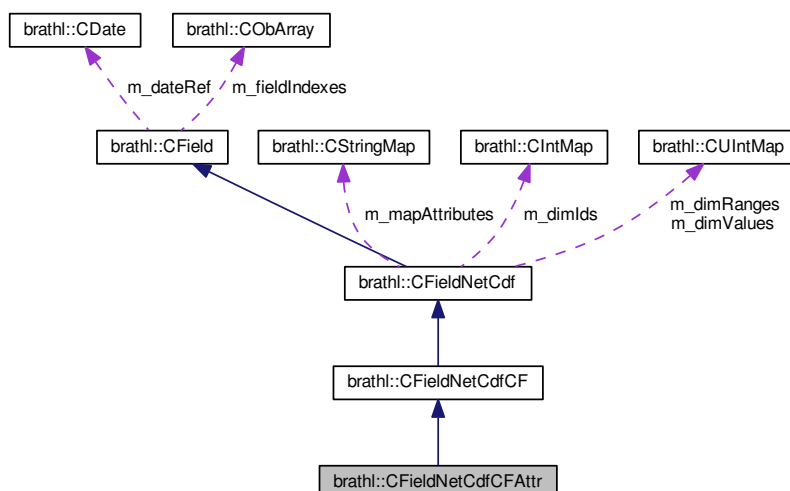 brathl::CDate
brathl::CObArray
m_dateRef
m_fieldIndexes
brathl::CField
brathl::CStringMap
brathl::CIntMap
brathl::CUIntMap
m_mapAttributes
m_dimIds
m_dimRanges
m_dimValues
brathl::CFieldNetCdf
brathl::CFieldNetCdfCF
brathl::CFieldNetCdfCFAttr